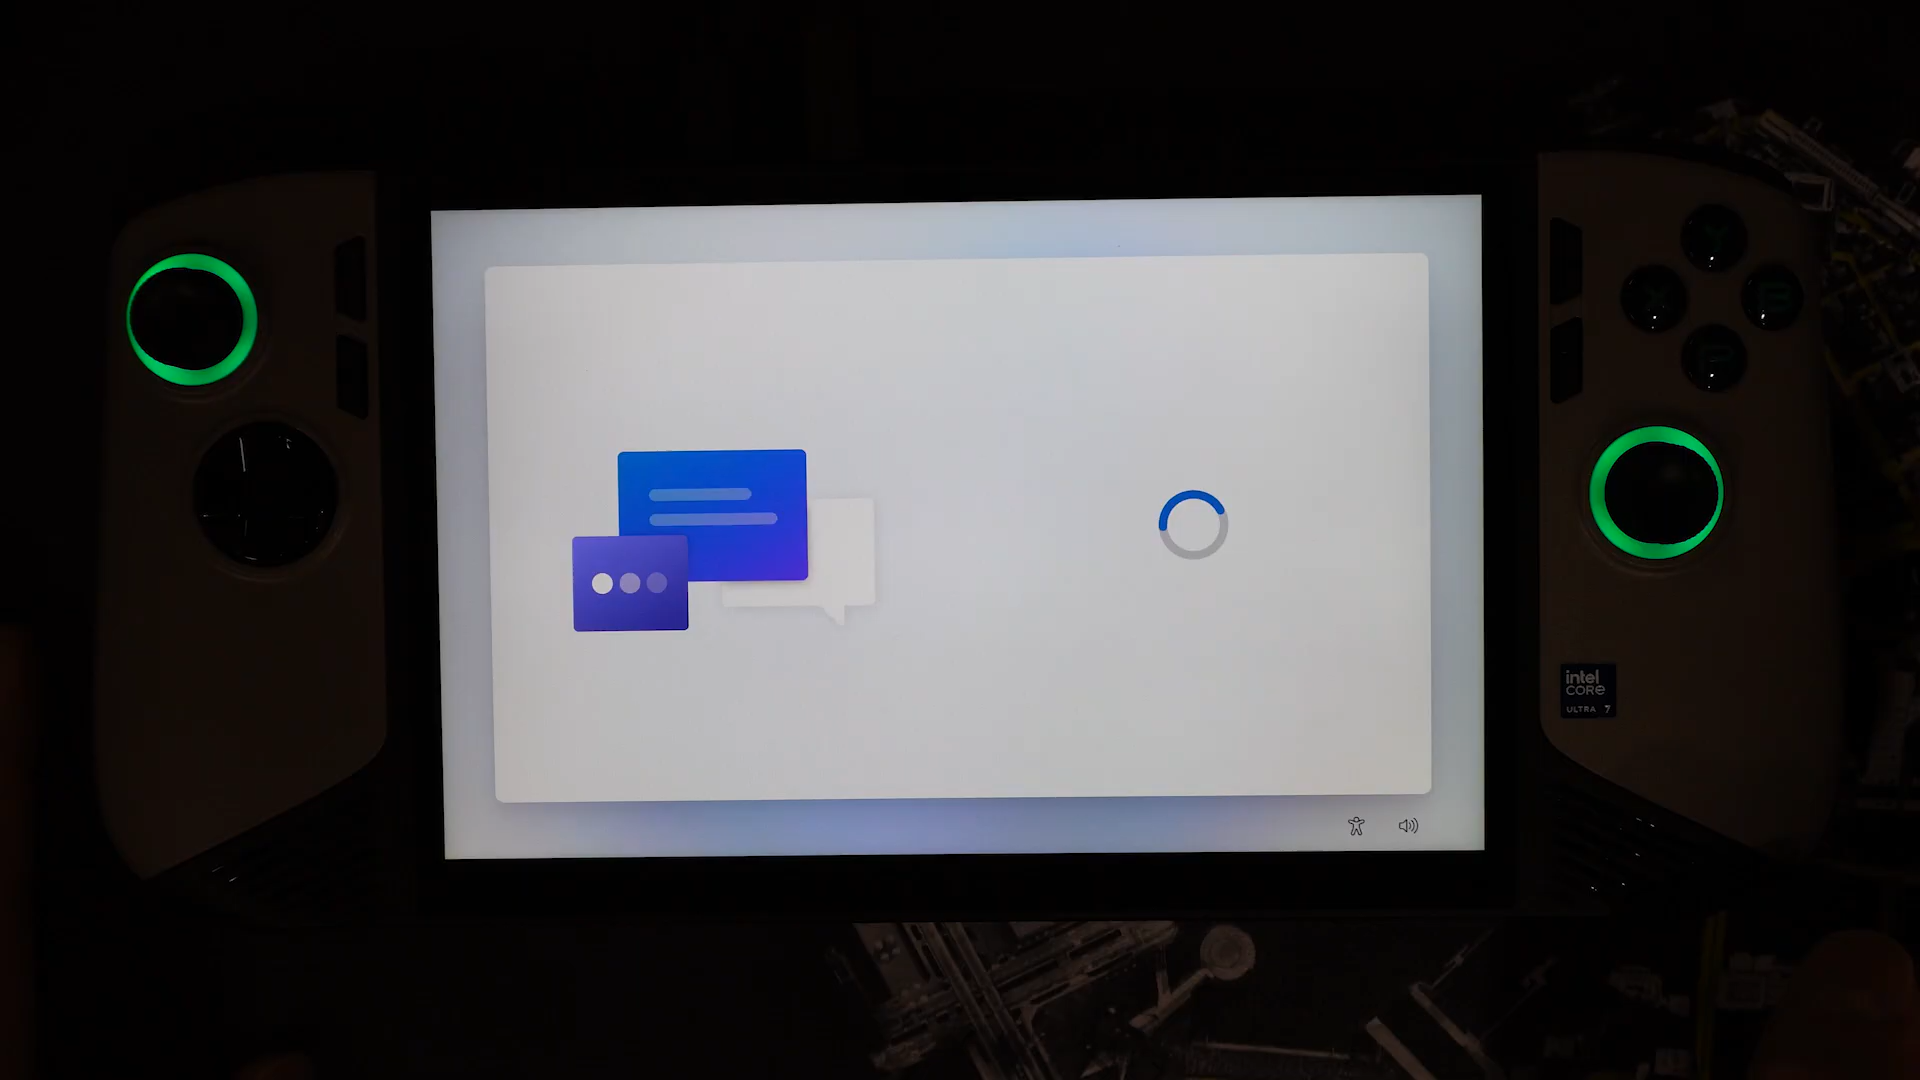 Y
X
B
intel
CORE
ULTRA 7